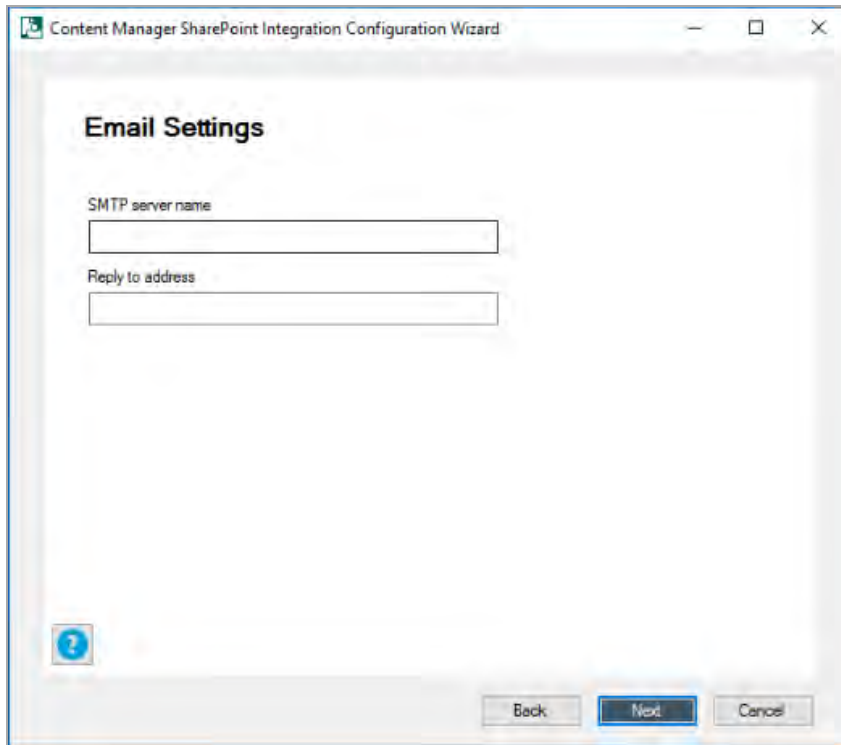 Content Manager SharePoint Integration Configuration Wizard
Email Settings
SMTP server name
Reply to address
?
Back Next Cancel